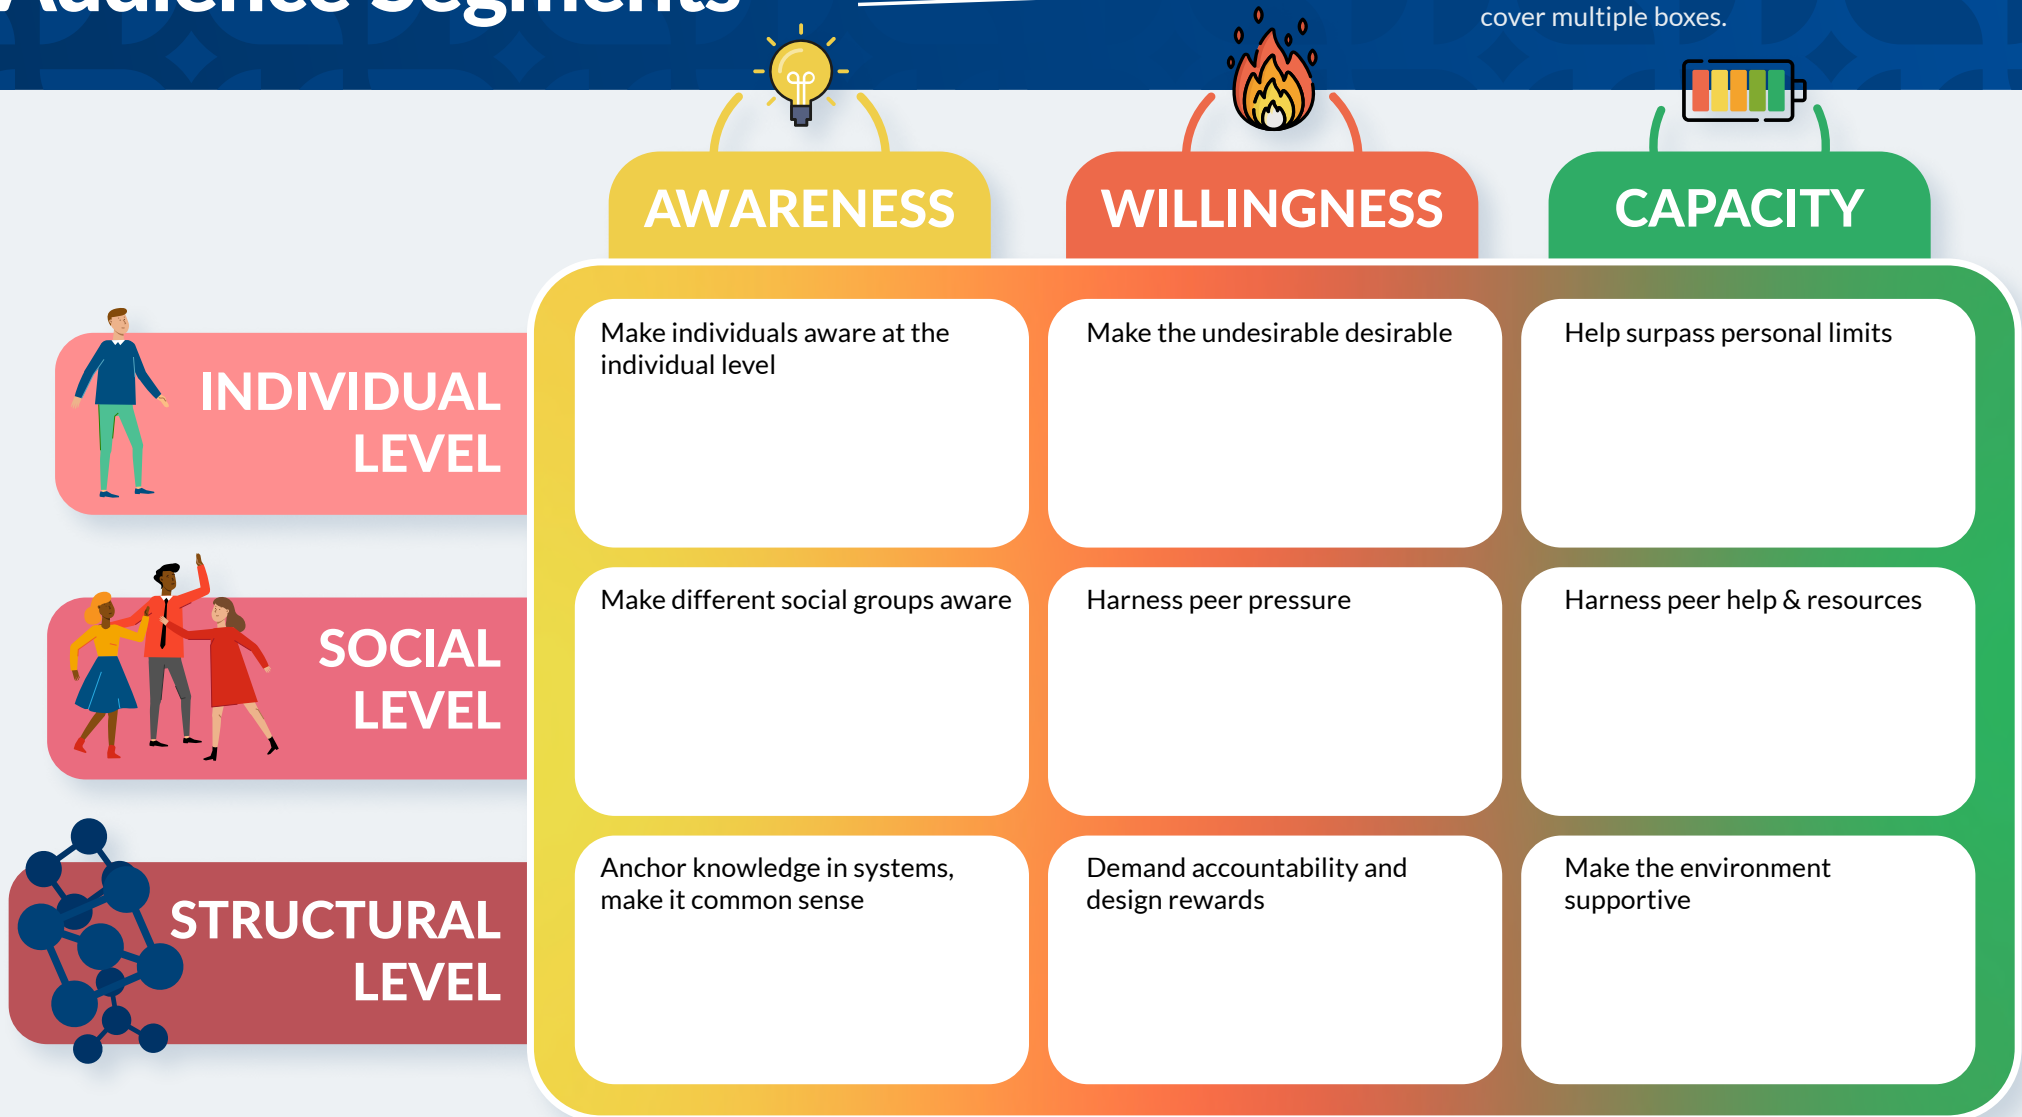 Audience Segments
cover multiple boxes.
AWARENESS
WILLINGNESS
CAPACITY
INDIVIDUAL
LEVEL
Make individuals aware at the
individual level
Make the undesirable desirable
Help surpass personal limits
SOCIAL
LEVEL
Make different social groups aware
Harness peer pressure
Harness peer help & resources
STRUCTURAL
LEVEL
Anchor knowledge in systems,
make it common sense
Demand accountability and
design rewards
Make the environment
supportive